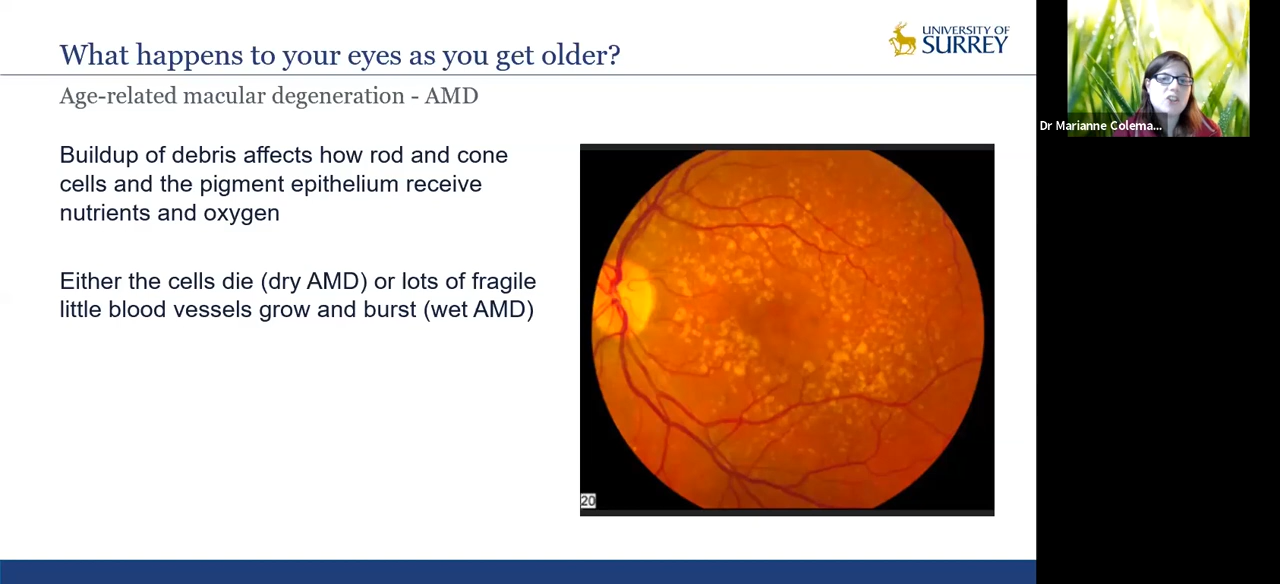 What happens to your eyes as you get older?
UNIVERSITY OF
SURREY
Age-related macular degeneration - AMD
Buildup of debris affects how rod and cone
cells and the pigment epithelium receive
nutrients and oxygen
Either the cells die (dry AMD) or lots of fragile
little blood vessels grow and burst (wet AMD)
20
Dr Marianne Colema...